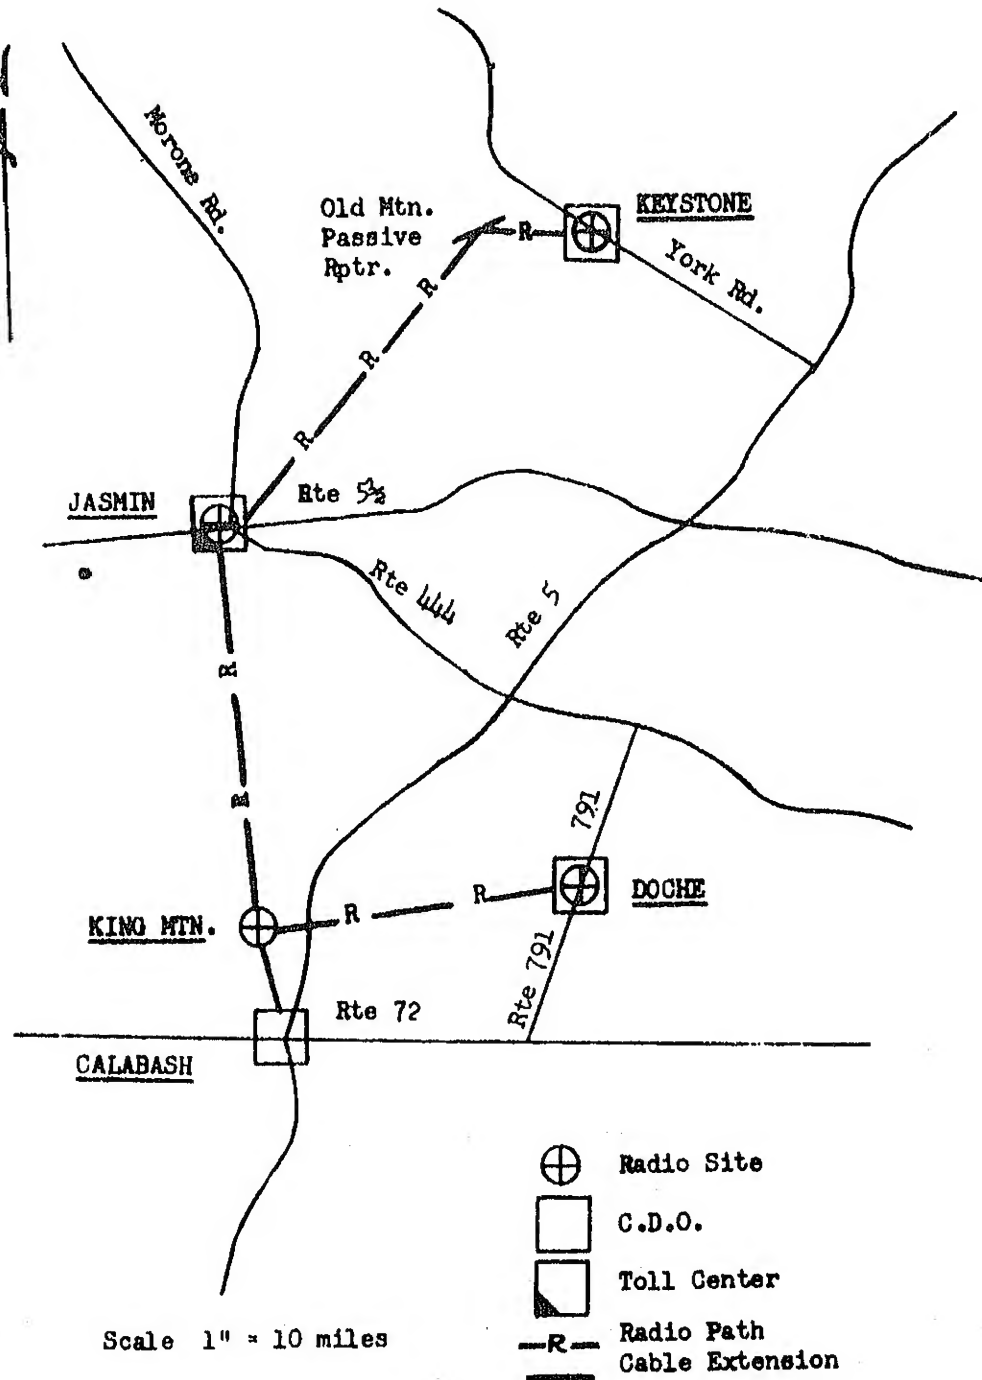 Morons Rd.
Old Mtn.
Passive
Rptr.
KEYSTONE
York Rd.
R
R
R
R
JASMIN
Rte 5½
Rte 444
Rte 5
R
R
791
KING MTN.
R
R
DOCHE
Rte 791
Rte 72
CALABASH
Radio Site
C.D.O.
Toll Center
Scale 1" = 10 miles
R Radio Path
Cable Extension